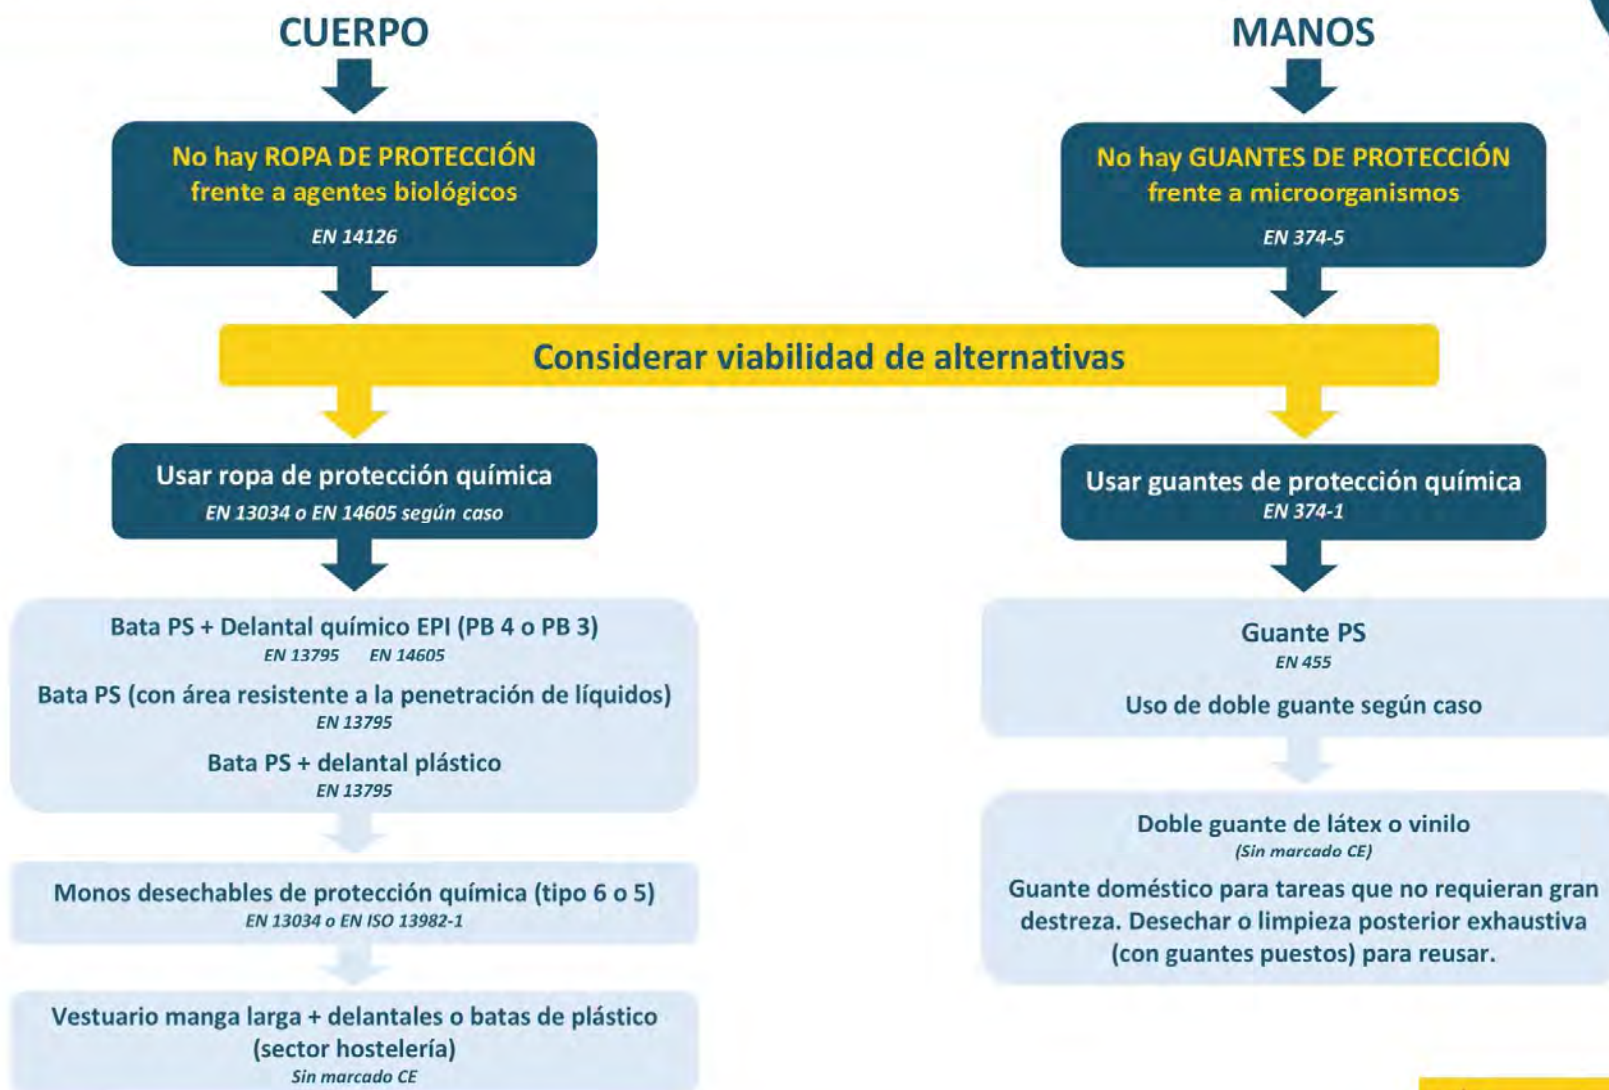 CUERPO
No hay ROPA DE PROTECCIÓN
frente a agentes biológicos
EN 14126
MANOS
No hay GUANTES DE PROTECCIÓN
frente a microorganismos
EN 374-5
Considerar viabilidad de alternativas
Usar ropa de protección química
EN 13034 o EN 14605 según caso
Bata PS + Delantal químico EPI (PB 4 o PB 3)
EN 13795 EN 14605
Bata PS (con área resistente a la penetración de líquidos)
EN 13795
Bata PS + delantal plástico
EN 13795
Monos desechables de protección química (tipo 6 o 5)
EN 13034 o EN ISO 13982-1
Vestuario manga larga + delantales o batas de plástico
(sector hostelería)
Sin marcado CE
Usar guantes de protección química
EN 374-1
Guante PS
EN 455
Uso de doble guante según caso
Doble guante de látex o vinilo
(Sin marcado CE)
Guante doméstico para tareas que no requieran gran
destreza. Desechar o limpieza posterior exhaustiva
(con guantes puestos) para reusar.